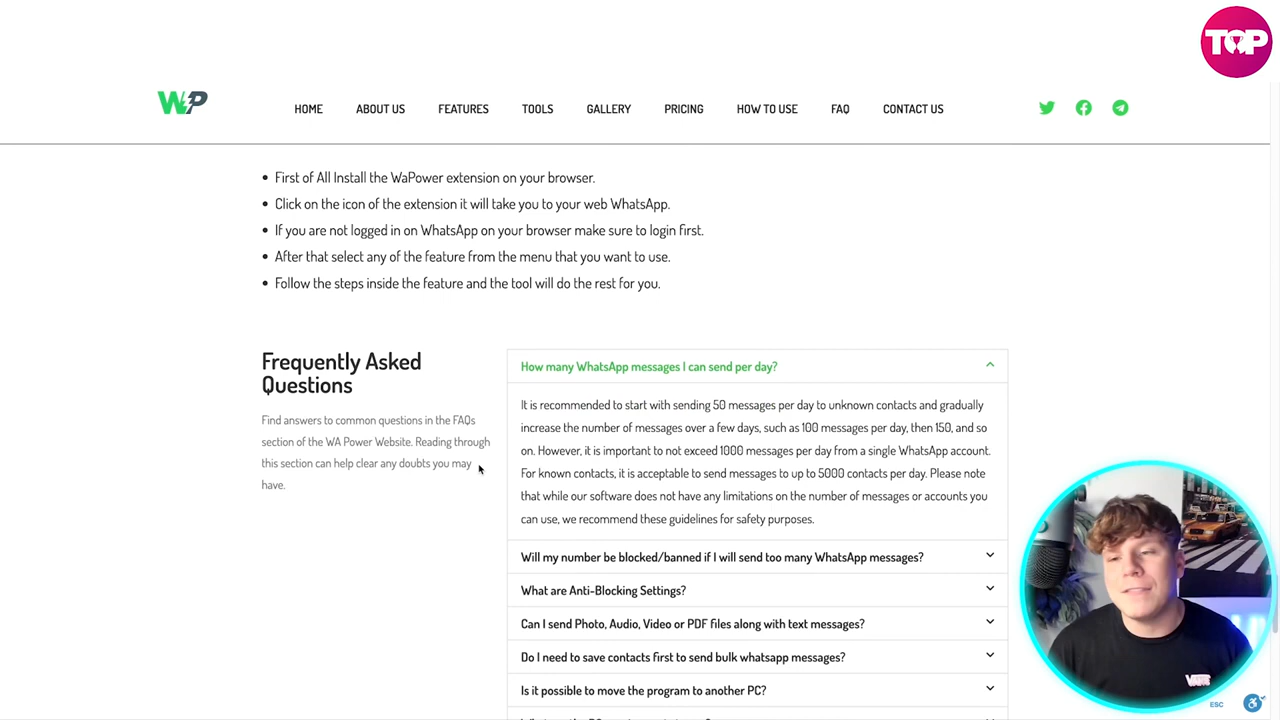 TOP
WP
HOME
ABOUT US
FEATURES
TOOLS
GALLERY
PRICING
HOW TO USE
FAQ
CONTACT US
First of All Install the WaPower extension on your browser.
Click on the icon of the extension it will take you to your web WhatsApp.
If you are not logged in on WhatsApp on your browser make sure to login first.
After that select any of the feature from the menu that you want to use.
Follow the steps inside the feature and the tool will do the rest for you.
Frequently Asked
Questions
Find answers to common questions in the FAQs
section of the WA Power Website. Reading through
this section can help clear any doubts you may
have.
How many WhatsApp messages I can send per day?
It is recommended to start with sending 50 messages per day to unknown contacts and gradually
increase the number of messages over a few days, such as 100 messages per day, then 150, and so
on. However, it is important to not exceed 1000 messages per day from a single WhatsApp account.
For known contacts, it is acceptable to send messages to up to 5000 contacts per day. Please note
that while our software does not have any limitations on the number of messages or accounts you
can use, we recommend these guidelines for safety purposes.
Will my number be blocked/banned if I will send too many WhatsApp messages?
What are Anti-Blocking Settings?
Can I send Photo, Audio, Video or PDF files along with text messages?
Do I need to save contacts first to send bulk whatsapp messages?
Is it possible to move the program to another PC?
VANS
ESC